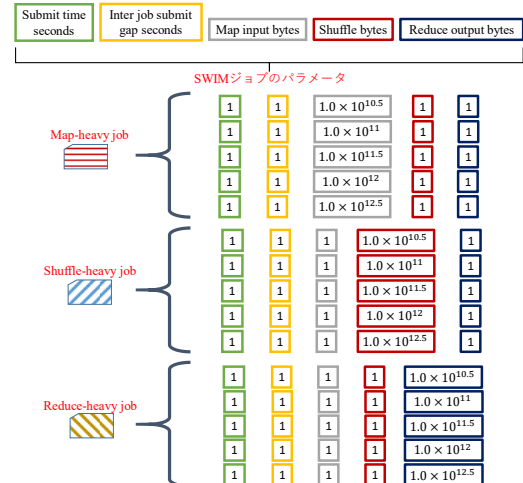 Submit time seconds
Inter job submit gap seconds
Map input bytes
Shuffle bytes
Reduce output bytes
SWIMジョブのパラメータ
Map-heavy job
1 1 1.0 × 10^10.5 1 1
1 1 1.0 × 10^11 1 1
1 1 1.0 × 10^11.5 1 1
1 1 1.0 × 10^12 1 1
1 1 1.0 × 10^12.5 1 1
Shuffle-heavy job
1 1 1 1.0 × 10^10.5 1
1 1 1 1.0 × 10^11 1
1 1 1 1.0 × 10^11.5 1
1 1 1 1.0 × 10^12 1
1 1 1 1.0 × 10^12.5 1
Reduce-heavy job
1 1 1 1 1.0 × 10^10.5
1 1 1 1 1.0 × 10^11
1 1 1 1 1.0 × 10^11.5
1 1 1 1 1.0 × 10^12
1 1 1 1 1.0 × 10^12.5